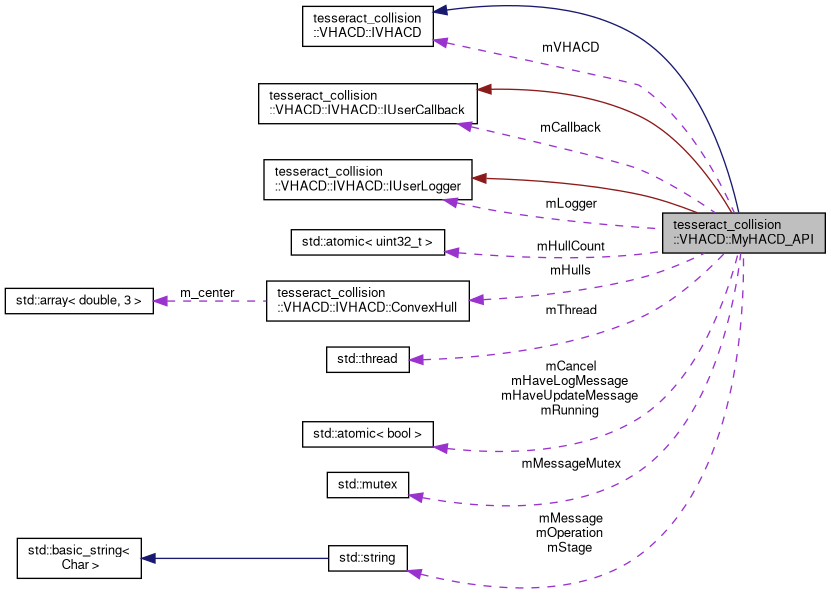 tesseract_collision
::VHACD::IVHACD
mVHACD
tesseract_collision
::VHACD::IVHACD::IUserCallback
mCallback
tesseract_collision
::VHACD::IVHACD::IUserLogger
mLogger
tesseract_collision
::VHACD::MyHACD_API
std::atomic< uint32_t >
mHullCount
mHulls
std::array< double, 3 >
m_center
tesseract_collision
::VHACD::IVHACD::ConvexHull
mThread
std::thread
mCancel
mHaveLogMessage
mHaveUpdateMessage
mRunning
std::atomic< bool >
mMessageMutex
std::mutex
mMessage
mOperation
mStage
std::basic_string<
Char >
std::string